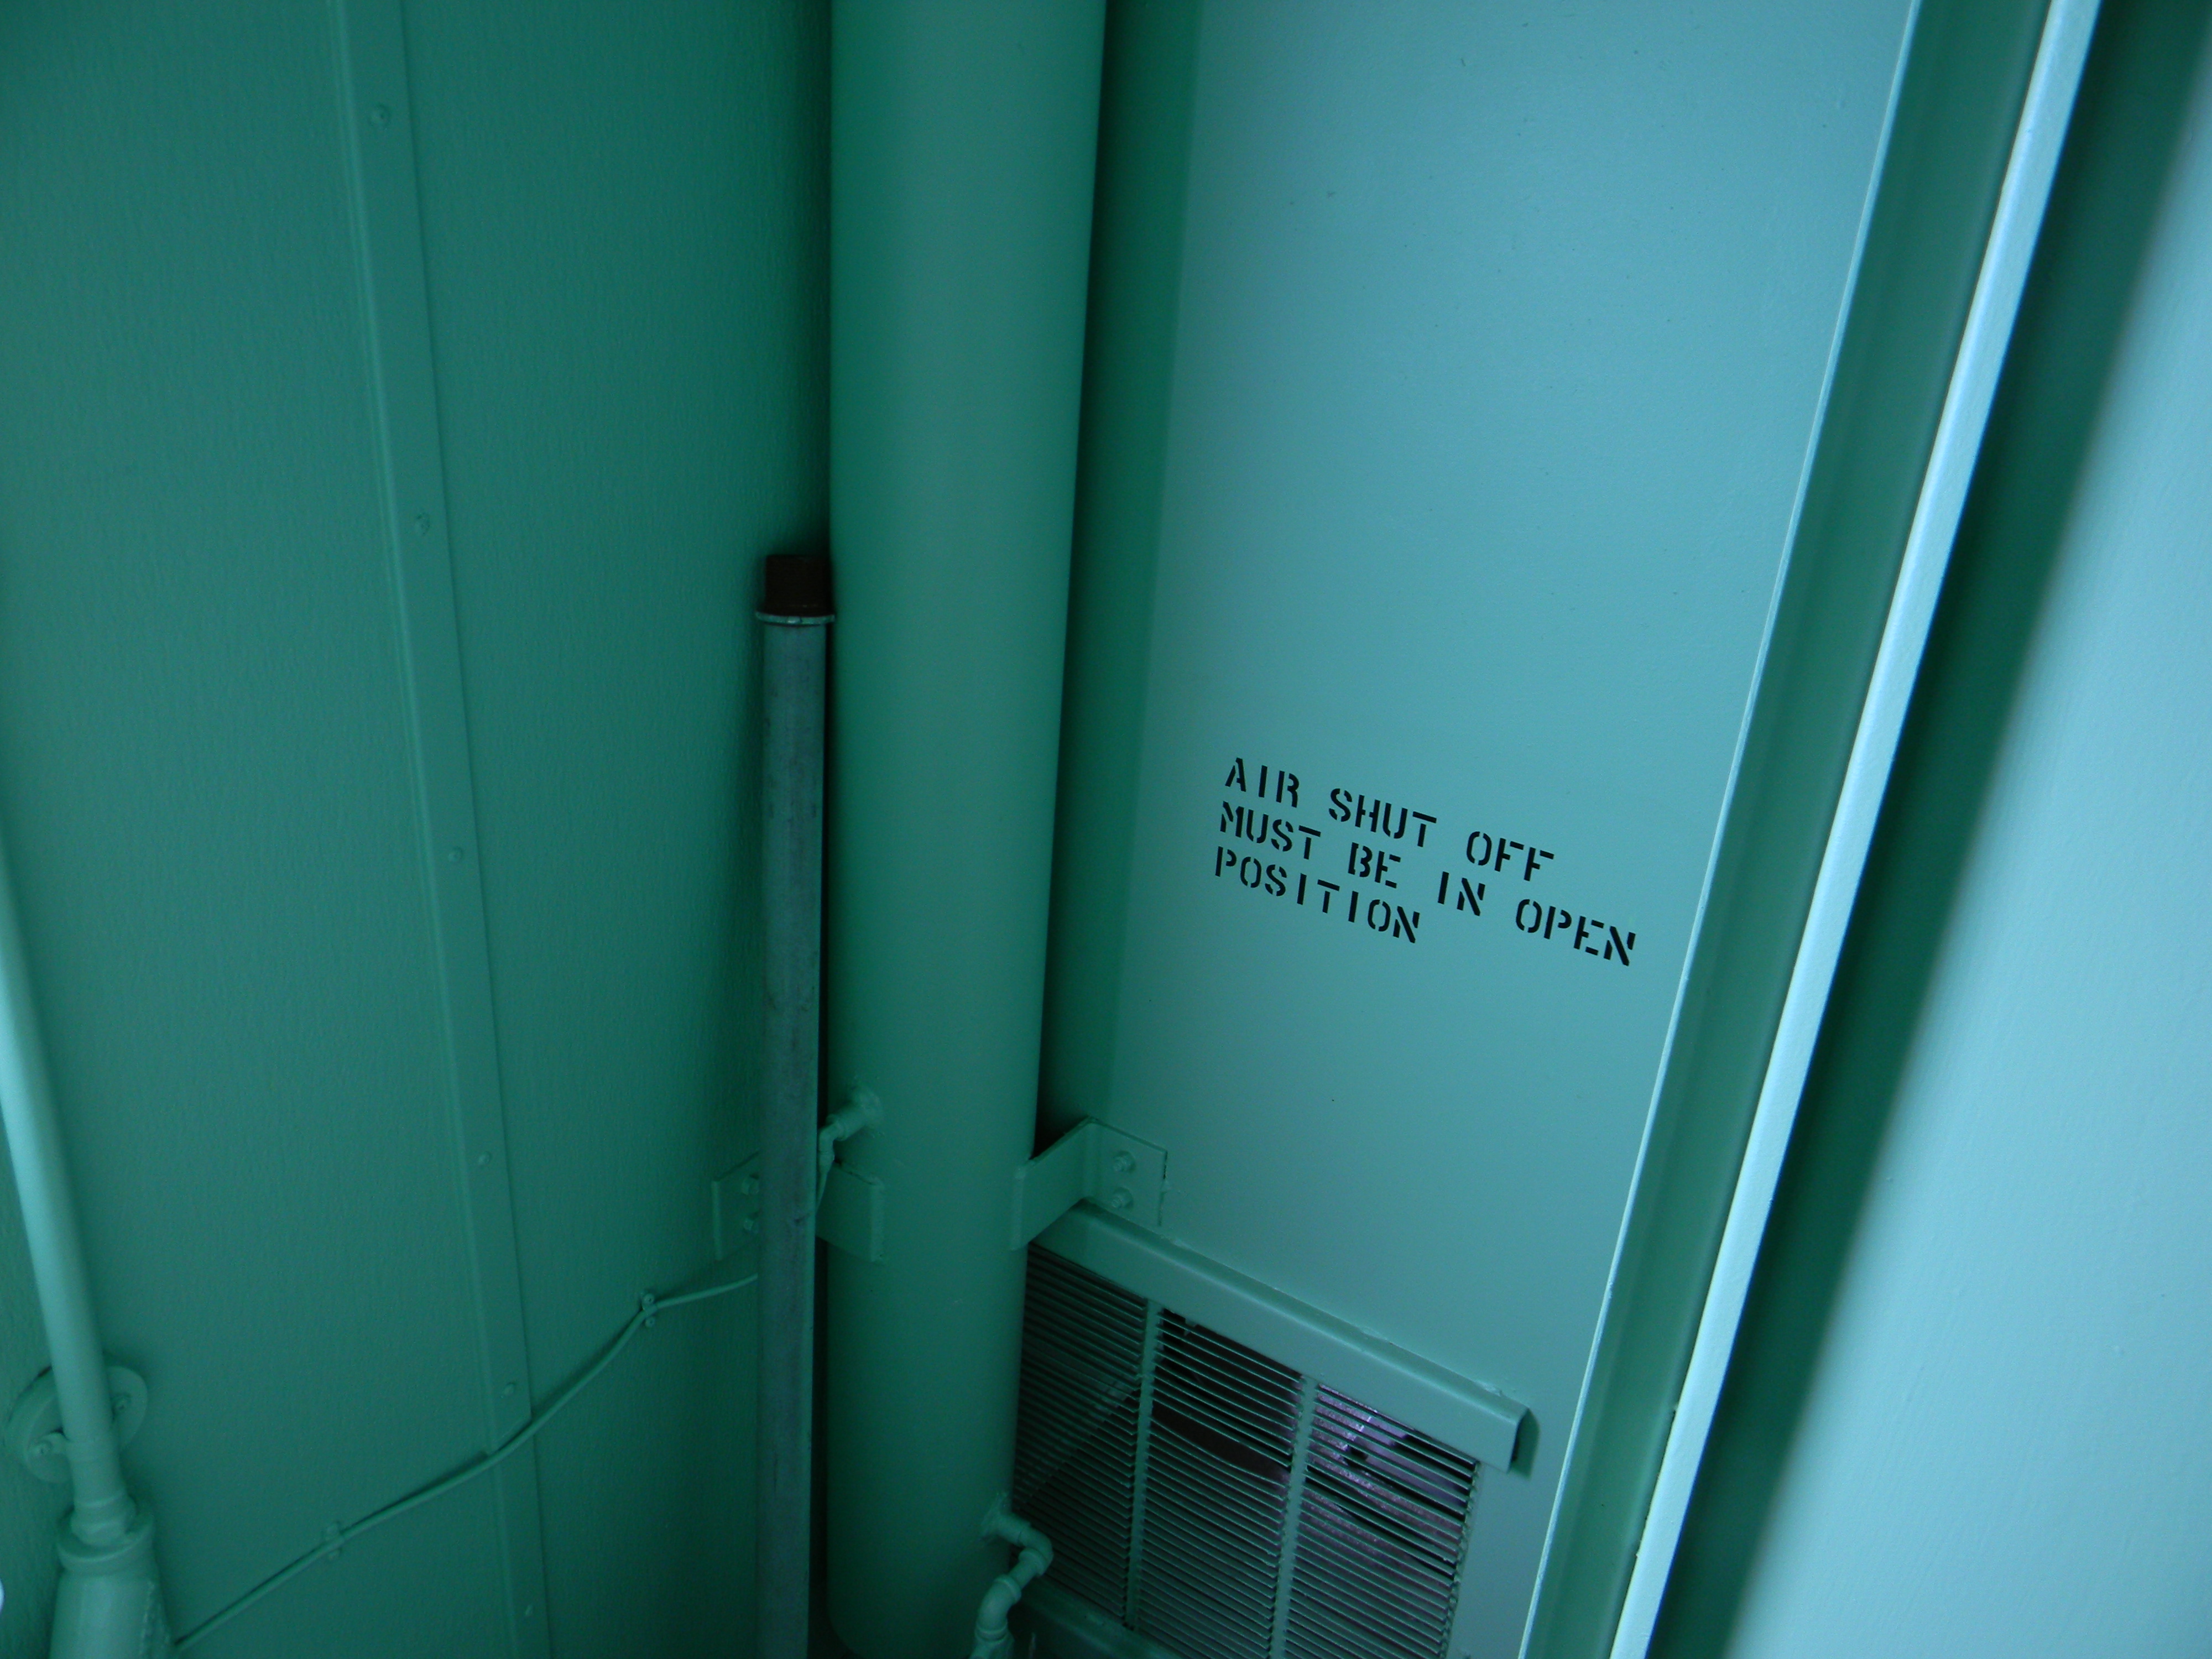 AIR SHUT OFF
MUST BE IN OPEN
POSITION